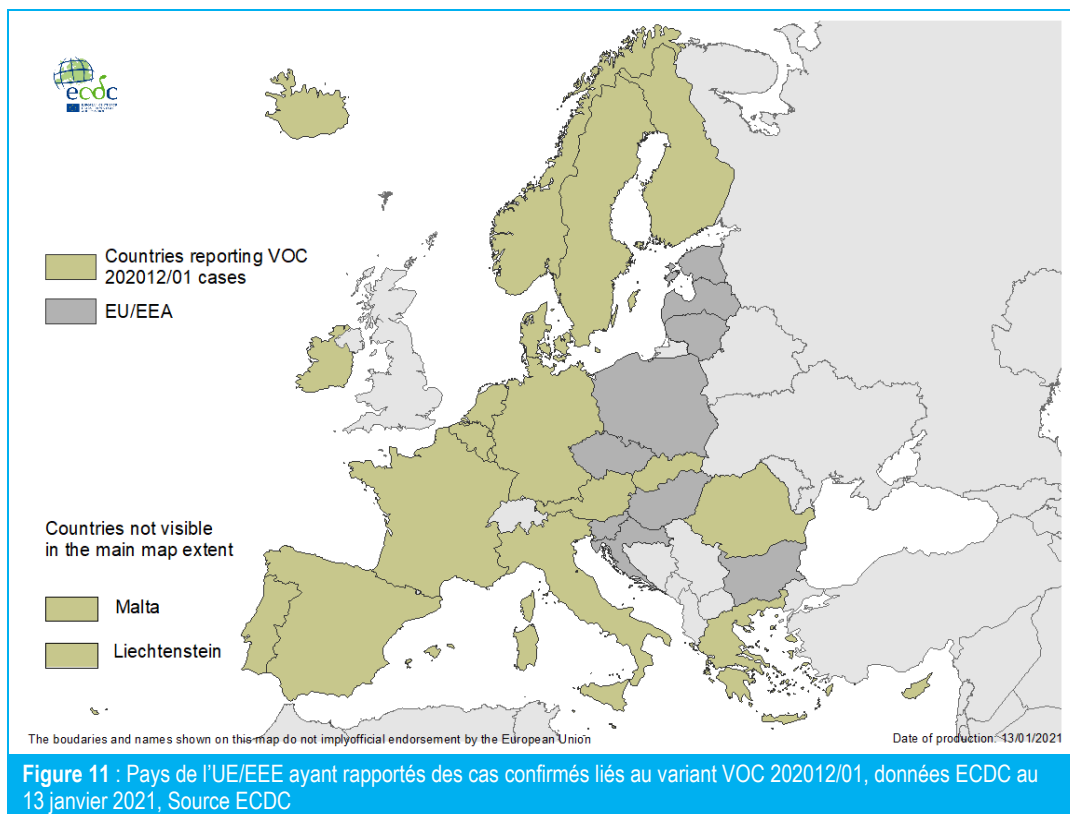 ecdc
Countries reporting VOC
202012/01 cases
EU/EEA
Countries not visible
in the main map extent
Malta
Liechtenstein
The boudaries and names shown on this map do not implyofficial endorsement by the European Union
Date of production: 13/01/2021
Figure 11 : Pays de l'UE/EEE ayant rapportés des cas confirmés liés au variant VOC 202012/01, données ECDC au
13 janvier 2021, Source ECDC